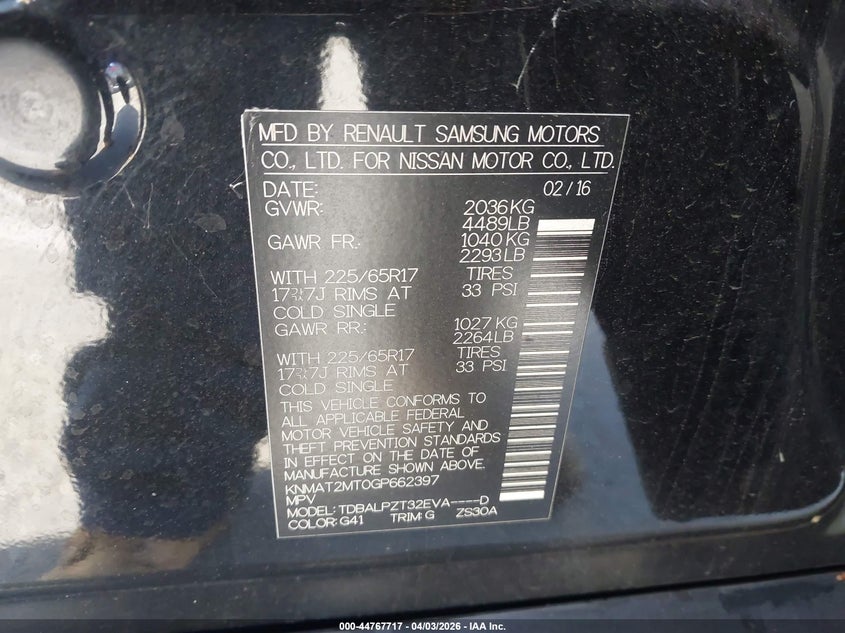 MFD BY RENAULT SAMSUNG MOTORS
CO., LTD. FOR NISSAN MOTOR CO., LTD.
DATE: 02/16
GVWR: 2036KG
4489LB
GAWR FR.: 1040KG
2293LB
WITH 225/65R17 TIRES
17x7J RIMS AT 33 PSI
COLD SINGLE
GAWR RR.: 1027KG
2264LB
WITH 225/65R17 TIRES
17x7J RIMS AT 33 PSI
COLD SINGLE
THIS VEHICLE CONFORMS TO
ALL APPLICABLE FEDERAL
MOTOR VEHICLE SAFETY AND
THEFT PREVENTION STANDARDS
IN EFFECT ON THE DATE OF
MANUFACTURE SHOWN ABOVE.
KNMAT2MT0GP662397
MPV
MODEL: TDBALPZT32EVA----D
COLOR: G41 TRIM: G ZS30A
000-44767717 - 04/03/2026 - IAA Inc.